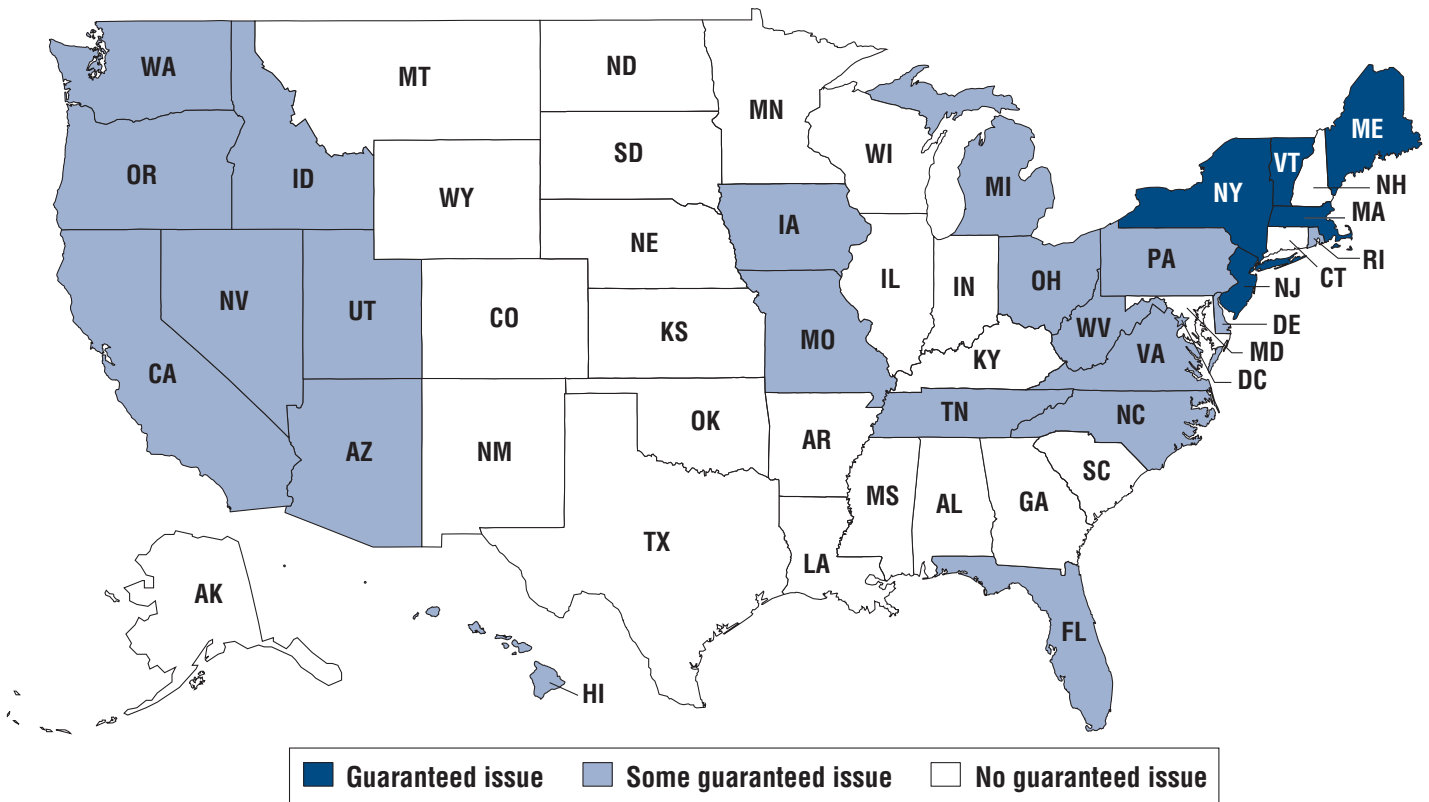 WA
MT
ND
MN
ME
OR
ID
SD
WI
MI
VT
NY
NH
WY
MA
IA
NE
PA
RI
CT
NV
UT
CO
IL
IN
OH
NJ
KS
MO
WV
DE
CA
KY
VA
MD
DC
TN
NC
OK
AR
AZ
NM
SC
MS
AL
GA
TX
LA
AK
FL
HI
Guaranteed issue Some guaranteed issue No guaranteed issue